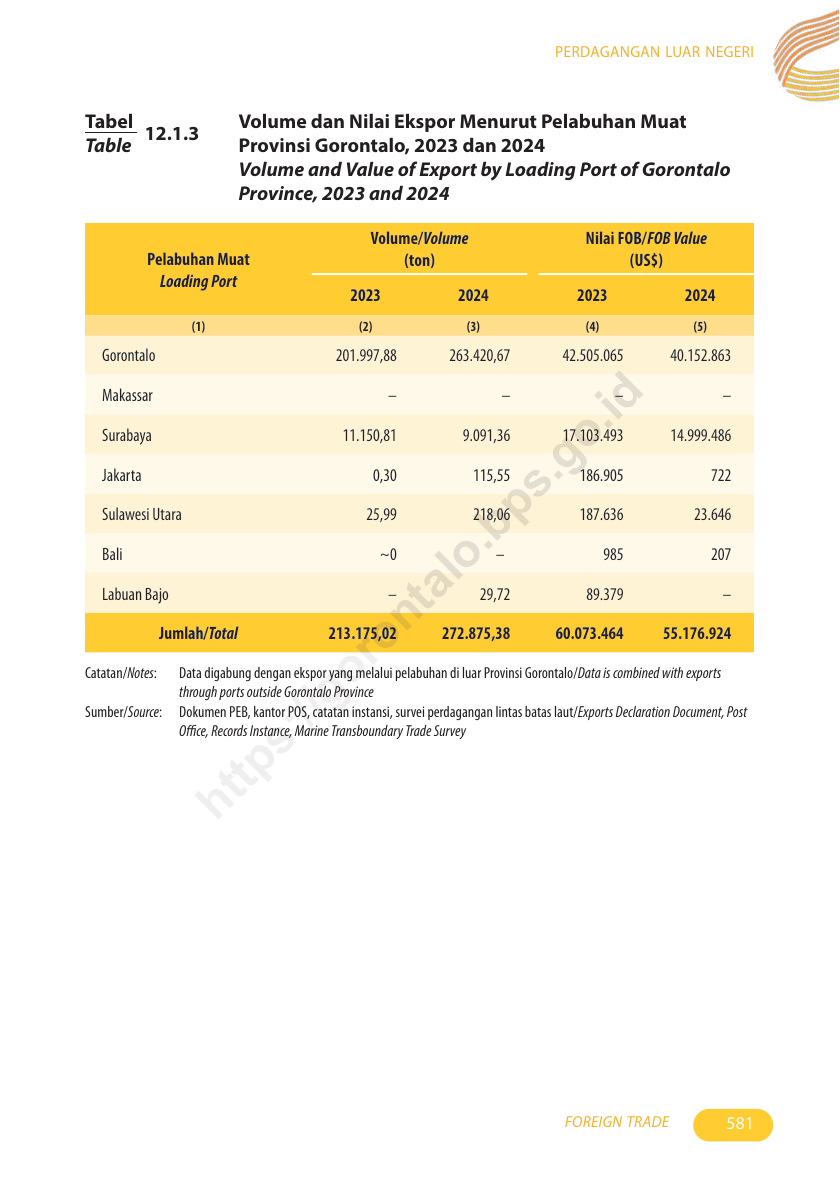 PERDAGANGAN LUAR NEGERI
Tabel
Table
12.1.3
Volume dan Nilai Ekspor Menurut Pelabuhan Muat
Provinsi Gorontalo, 2023 dan 2024
Volume and Value of Export by Loading Port of Gorontalo
Province, 2023 and 2024
Pelabuhan Muat
Loading Port
Volume/Volume
(ton)
Nilai FOB/FOB Value
(US$)
2023 2024 2023 2024
(1) (2) (3) (4) (5)
Gorontalo 201.997,88 263.420,67 42.505.065 40.152.863
Makassar – – – –
Surabaya 11.150,81 9.091,36 17.103.493 14.999.486
Jakarta 0,30 115,55 186.905 722
Sulawesi Utara 25,99 218,06 187.636 23.646
Bali ~0 – 985 207
Labuan Bajo – 29,72 89.379 –
Jumlah/Total 213.175,02 272.875,38 60.073.464 55.176.924
Catatan/Notes: Data digabung dengan ekspor yang melalui pelabuhan di luar Provinsi Gorontalo/Data is combined with exports
through ports outside Gorontalo Province
Sumber/Source: Dokumen PEB, kantor POS, catatan instansi, survei perdagangan lintas batas laut/Exports Declaration Document, Post
Office, Records Instance, Marine Transboundary Trade Survey
https://gorontalo.bps.go.id
FOREIGN TRADE 581